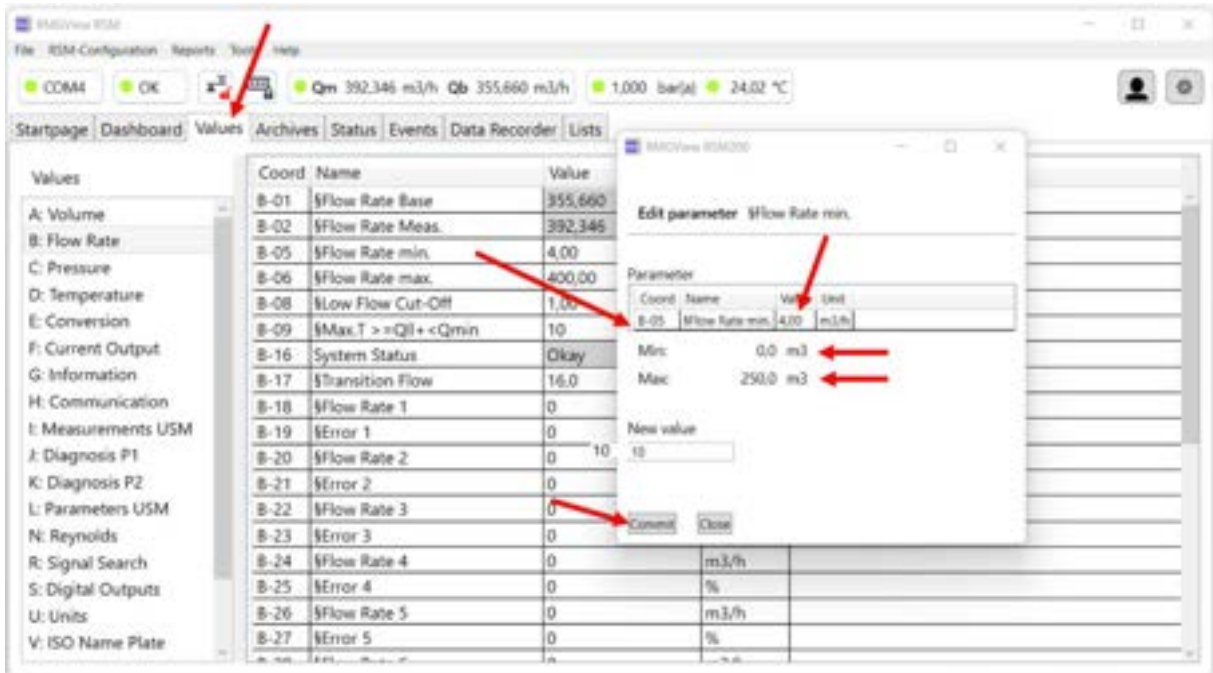 RMGView RSM
File RSM-Configuration Reports Tools Help
COM4 OK Qm 392,346 m3/h Qb 355,660 m3/h 1,000 bar(a) 24,02 °C
Startpage Dashboard Values Archives Status Events Data Recorder Lists
Values
A: Volume
B: Flow Rate
C: Pressure
D: Temperature
E: Conversion
F: Current Output
G: Information
H: Communication
I: Measurements USM
J: Diagnosis P1
K: Diagnosis P2
L: Parameters USM
N: Reynolds
R: Signal Search
S: Digital Outputs
U: Units
V: ISO Name Plate
Coord Name Value
B-01 §Flow Rate Base 355,660
B-02 §Flow Rate Meas. 392,346
B-05 §Flow Rate min. 4,00
B-06 §Flow Rate max. 400,00
B-08 §Low Flow Cut-Off 1,00
B-09 §Max.T >=Qll+<Qmin 10
B-16 System Status Okay
B-17 §Transition Flow 16,0
B-18 §Flow Rate 1 0
B-19 §Error 1 0
B-20 §Flow Rate 2 0
B-21 §Error 2 0
B-22 §Flow Rate 3 0
B-23 §Error 3 0
B-24 §Flow Rate 4 0 m3/h
B-25 §Error 4 0 %
B-26 §Flow Rate 5 0 m3/h
B-27 §Error 5 0 %
RMGView RSM200
Edit parameter §Flow Rate min.
Parameter
Coord Name Value Unit
B-05 §Flow Rate min. 4,00 m3/h
Min: 0,0 m3
Max: 250,0 m3
New value
10
10
Commit Close